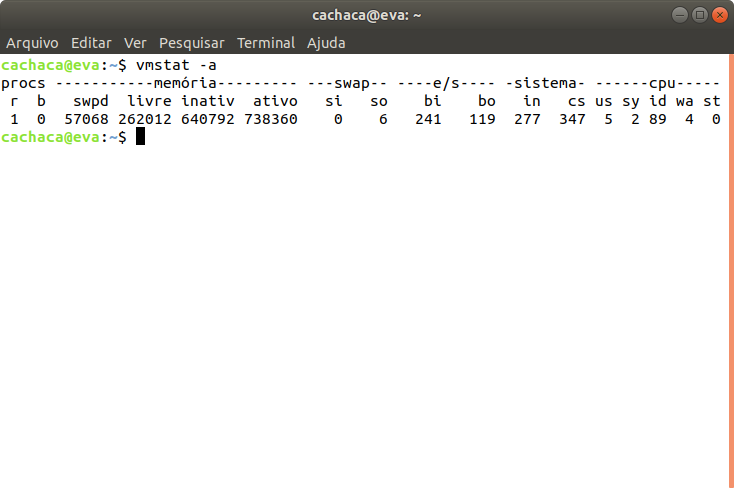 cachaca@eva: ~
Arquivo Editar Ver Pesquisar Terminal Ajuda
cachaca@eva:~$ vmstat -a
procs -----------memória--------- ---swap-- ----e/s---- -sistema- ------cpu-----
 r  b   swpd  livre inativ  ativo   si   so    bi    bo   in   cs us sy id wa st
 1  0  57068 262012 640792 738360    0    6   241   119  277  347  5  2 89  4  0
cachaca@eva:~$